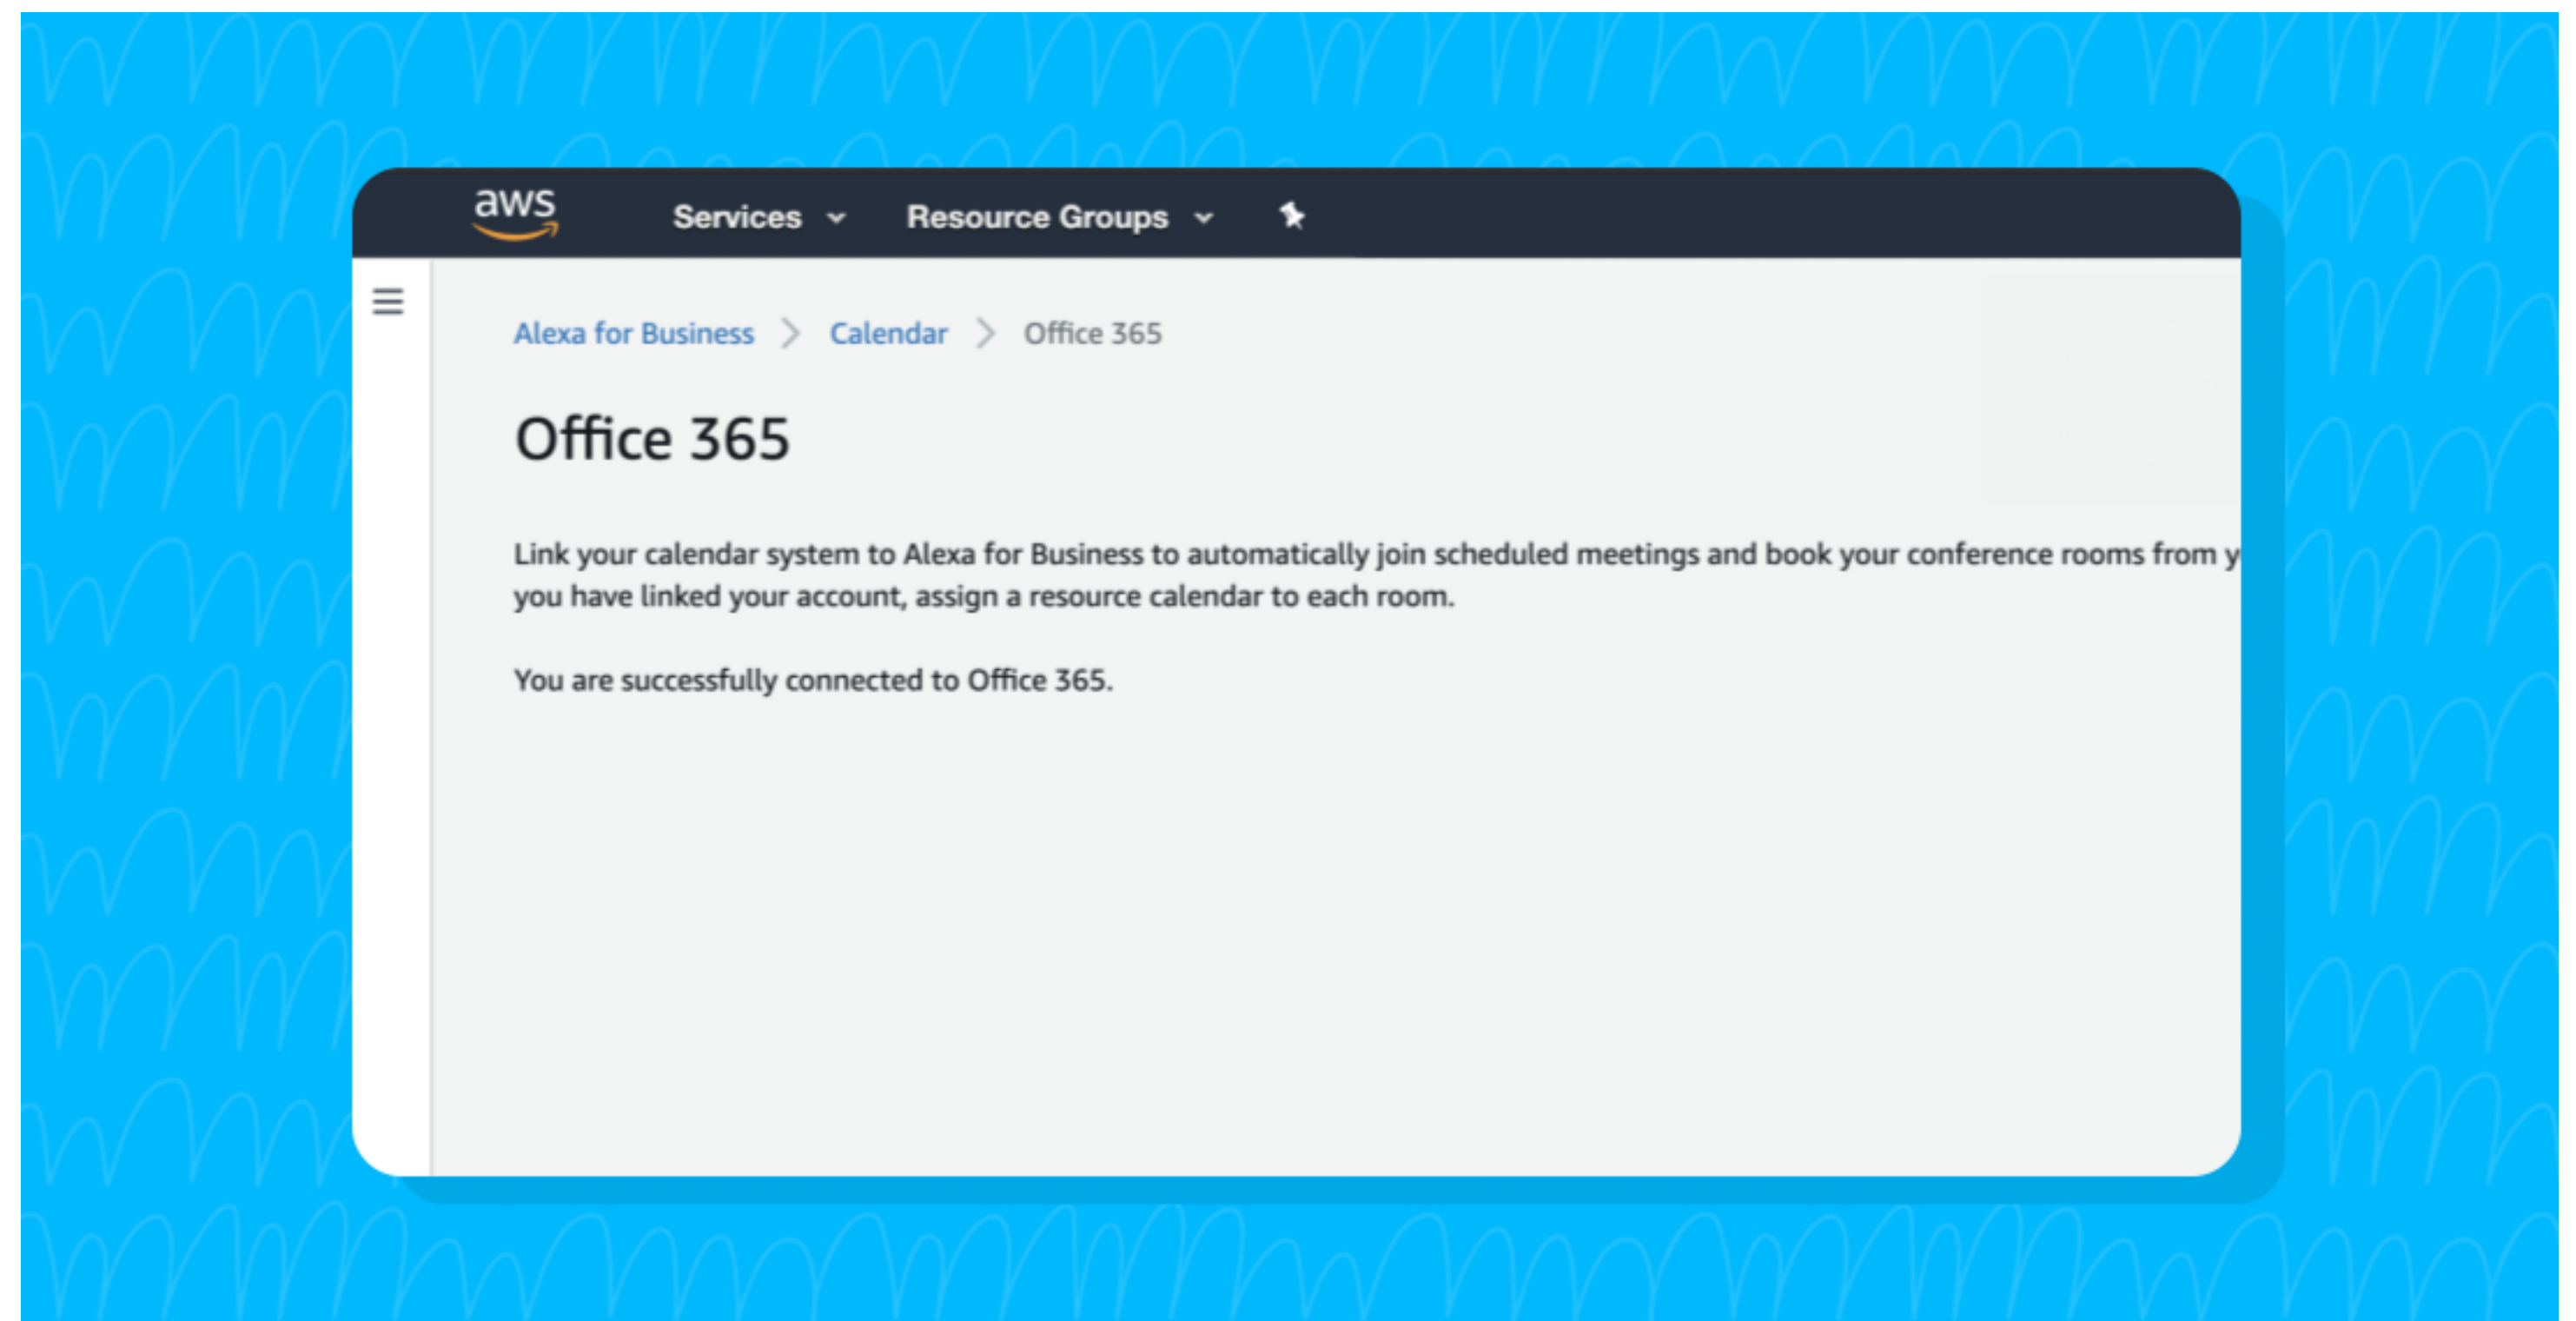 aws Services Resource Groups
Alexa for Business Calendar Office 365
Office 365
Link your calendar system to Alexa for Business to automatically join scheduled meetings and book your conference rooms from
you have linked your account, assign a resource calendar to each room.
You are successfully connected to Office 365.